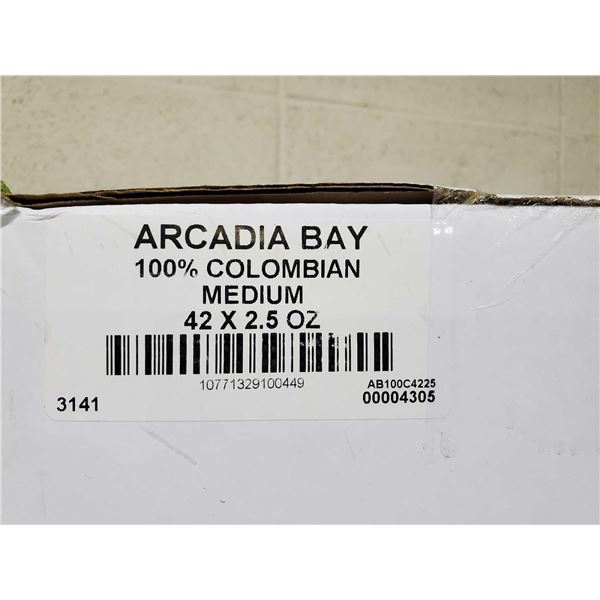 ARCADIA BAY
100% COLOMBIAN
MEDIUM
42 X 2.5 OZ
10771329100449
AB100C4225
3141
00004305